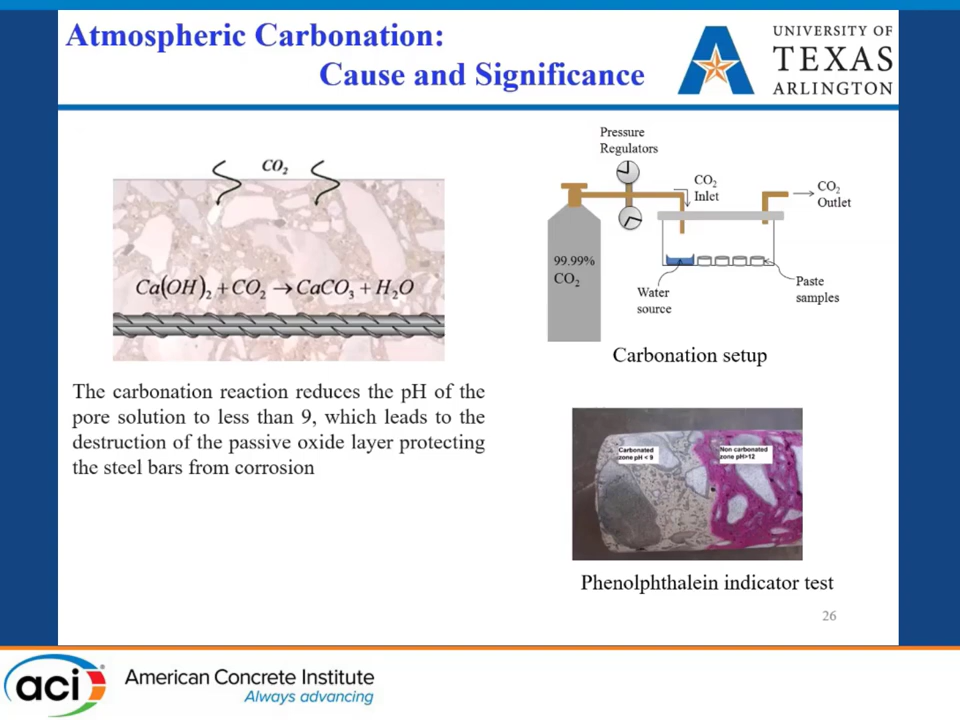 Atmospheric Carbonation:
Cause and Significance
UNIVERSITY OF
TEXAS
ARLINGTON
CO₂
Ca(OH)₂ + CO₂ → CaCO₃ + H₂O
The carbonation reaction reduces the pH of the
pore solution to less than 9, which leads to the
destruction of the passive oxide layer protecting
the steel bars from corrosion
Pressure
Regulators
CO₂
Inlet
CO₂
Outlet
99.99%
CO₂
Water
source
Paste
samples
Carbonation setup
Carbonated
zone pH < 9
Non carbonated
zone pH>12
Phenolphthalein indicator test
26
aci
American Concrete Institute
Always advancing